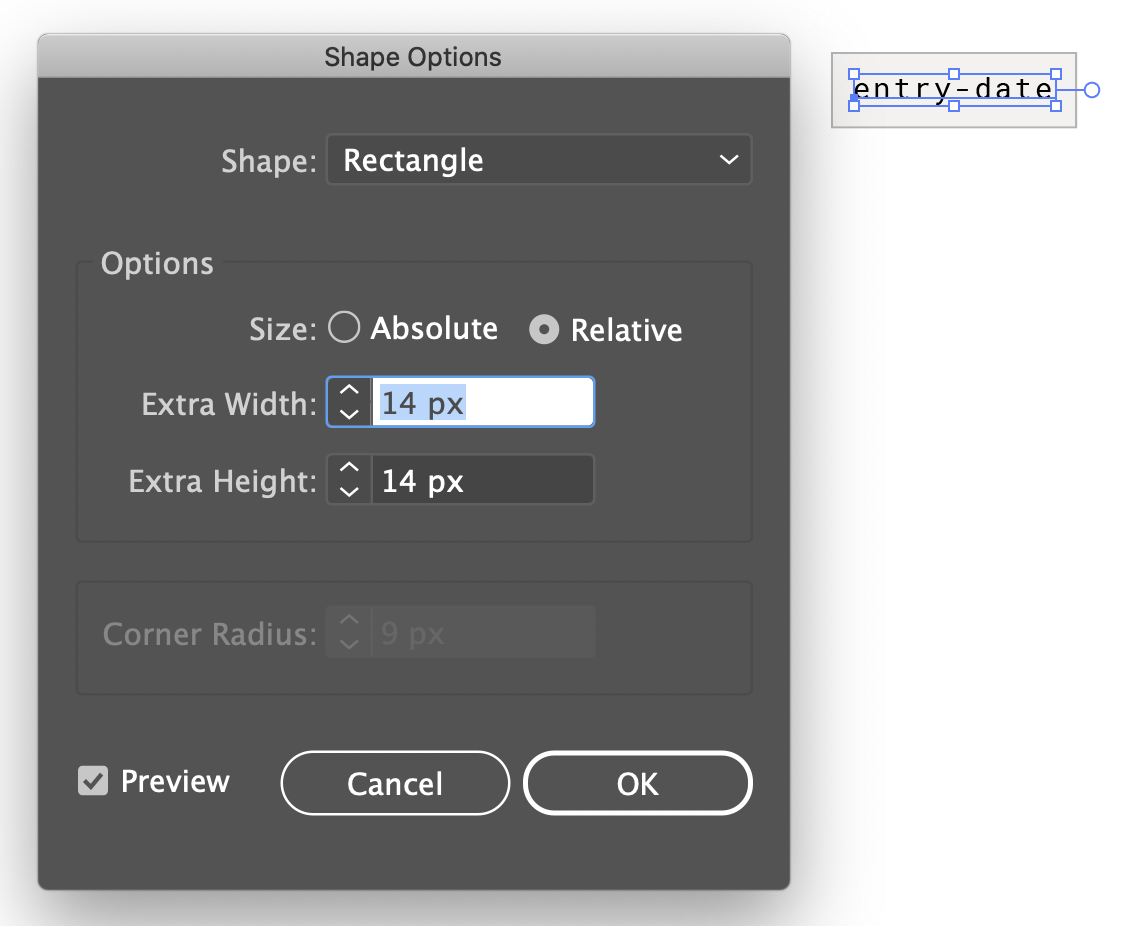 Shape Options
entry-date
Shape: Rectangle
Options
Size: Absolute Relative
Extra Width: 14 px
Extra Height: 14 px
Corner Radius: 9 px
Preview Cancel OK